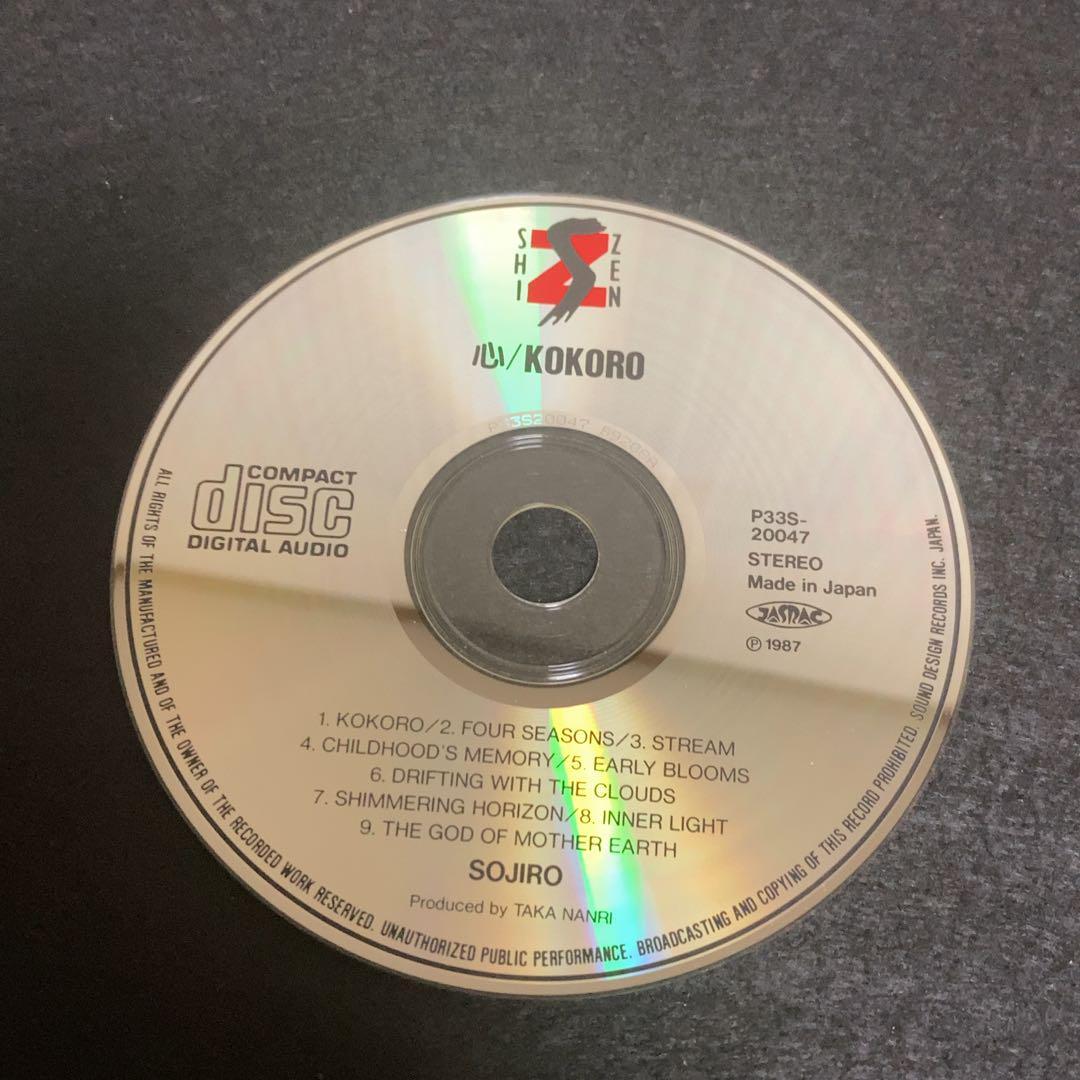 SHI ZEN
心/KOKORO
P33S20047
COMPACT
disc
DIGITAL AUDIO
P33S-
20047
STEREO
Made in Japan
JASRAC
Ⓟ 1987
1. KOKORO/2. FOUR SEASONS/3. STREAM
4. CHILDHOOD'S MEMORY/5. EARLY BLOOMS
6. DRIFTING WITH THE CLOUDS
7. SHIMMERING HORIZON/8. INNER LIGHT
9. THE GOD OF MOTHER EARTH
SOJIRO
Produced by TAKA NANRI
ALL RIGHTS OF THE MANUFACTURED AND OF THE OWNER OF THE RECORDED WORK RESERVED. UNAUTHORIZED PUBLIC PERFORMANCE. BROADCASTING AND COPYING OF THIS RECORD PROHIBITED. SOUND DESIGN RECORDS INC. JAPAN.